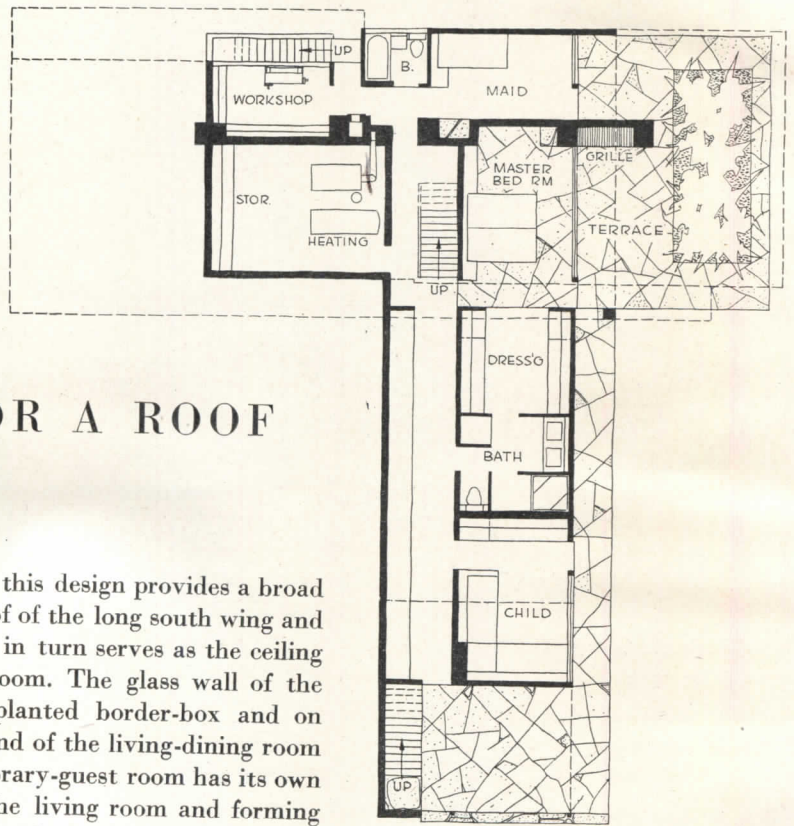 UP
B.
WORKSHOP
MAID
GRILLE
MASTER
BED RM
STOR.
TERRACE
HEATING
UP
DRESS'G
OR A ROOF
BATH
this design provides a broad
of of the long south wing and
in turn serves as the ceiling
oom. The glass wall of the
planted border-box and on
nd of the living-dining room
brary-guest room has its own
he living room and forming
CHILD
UP